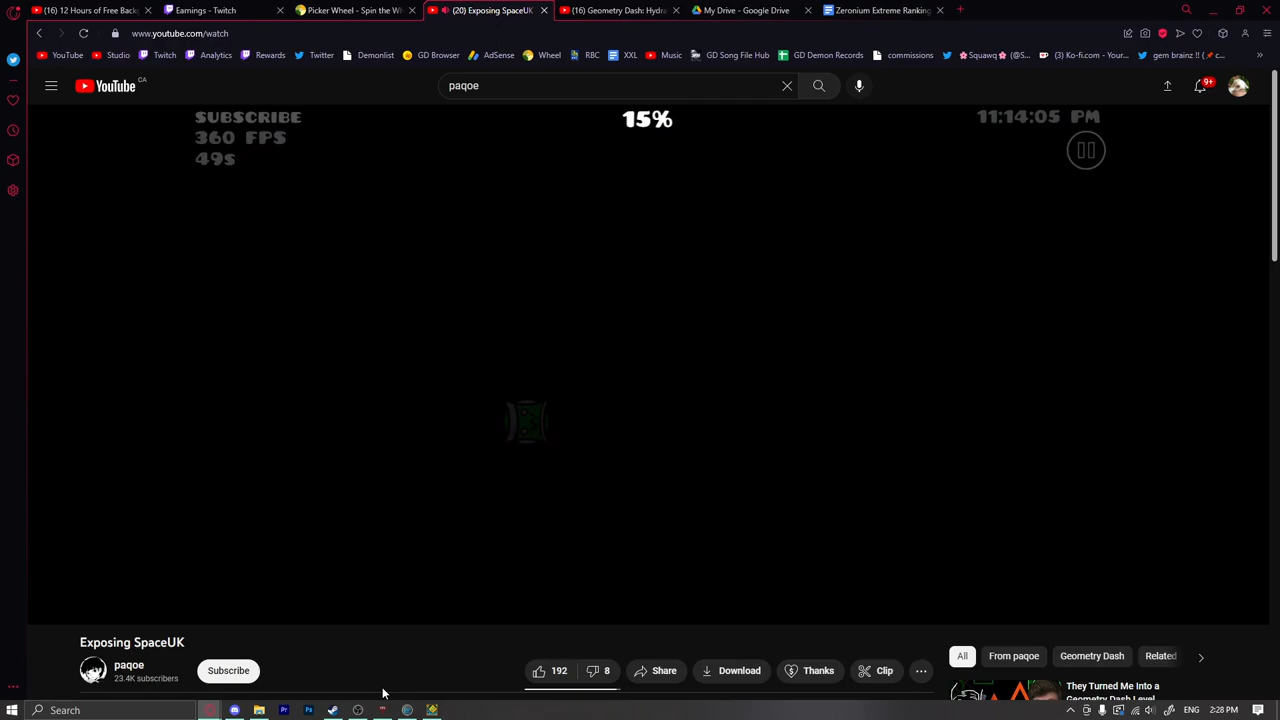 (16) 12 Hours of Free Back
Earnings - Twitch
Picker Wheel - Spin the Wh
(20) Exposing SpaceUK
(16) Geometry Dash: Hydra
My Drive - Google Drive
Zeronium Extreme Ranking
www.youtube.com/watch
YouTube
Studio
Twitch
Analytics
Rewards
Twitter
Demonlist
GD Browser
AdSense
Wheel
RBC
XXL
Music
GD Song File Hub
GD Demon Records
commissions
Squawq (@S...
(3) Ko-fi.com - Your...
gem brainz !! (
YouTube CA
paqoe
9+
SUBSCRIBE
15%
11:14:05 PM
360 FPS
49s
Exposing SpaceUK
paqoe
23.4K subscribers
Subscribe
192
8
Share
Download
Thanks
Clip
All
From paqoe
Geometry Dash
Related
They Turned Me Into a
Geometry Dash Level
Search
ENG
2:28 PM